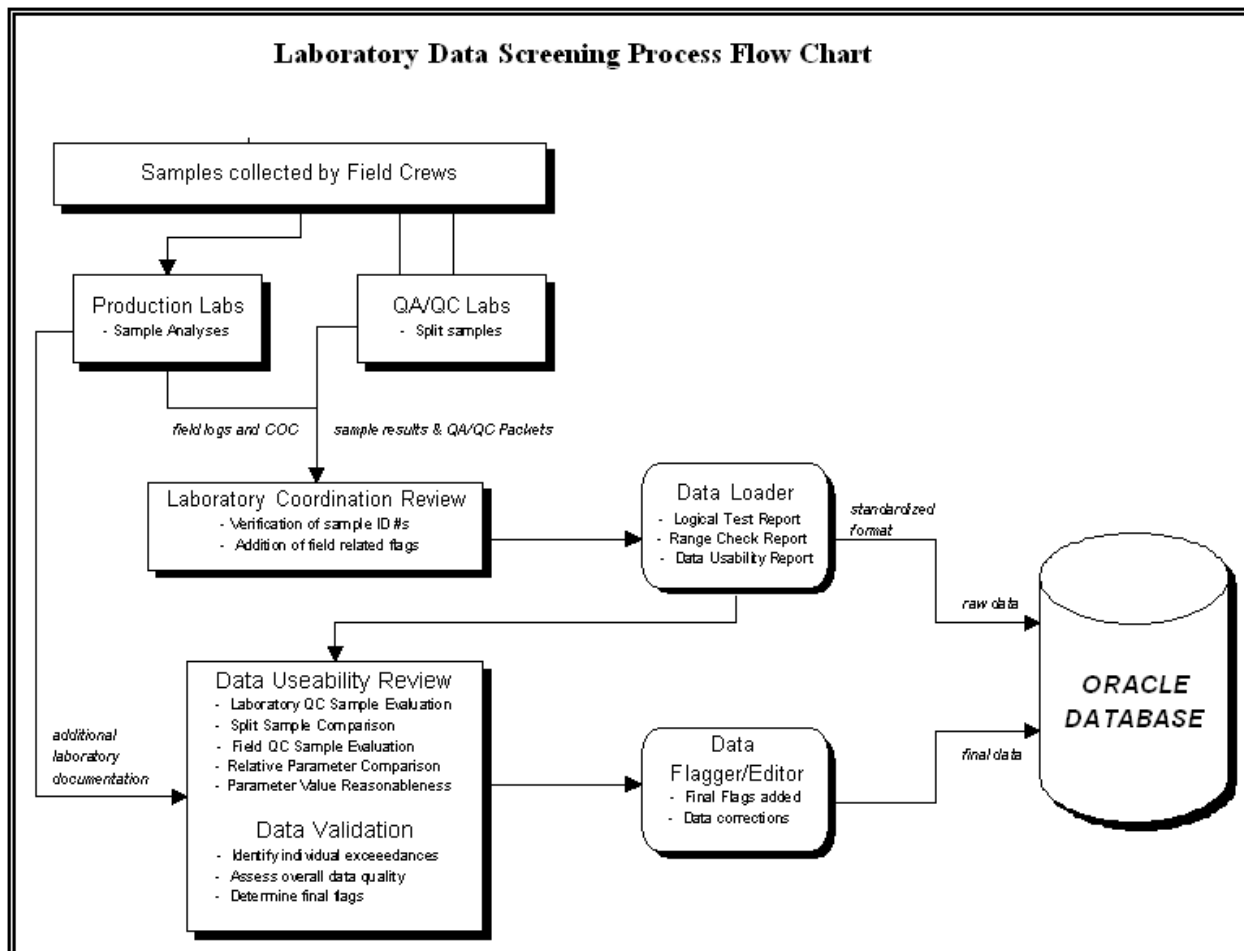 Laboratory Data Screening Process Flow Chart
Samples collected by Field Crews
Production Labs
- Sample Analyses
QA/QC Labs
- Split samples
field logs and COC
sample results & QA/QC Packets
Laboratory Coordination Review
- Verification of sample ID #s
- Addition of field related flags
Data Loader
- Logical Test Report
- Range Check Report
- Data Usability Report
standardized
format
raw data
ORACLE
DATABASE
Data Useability Review
- Laboratory QC Sample Evaluation
- Split Sample Comparison
- Field QC Sample Evaluation
- Relative Parameter Comparison
- Parameter Value Reasonableness
Data Validation
- Identify individual exceeedances
- Assess overall data quality
- Determine final flags
additional
laboratory
documentation
Data
Flagger/Editor
- Final Flags added
- Data corrections
final data